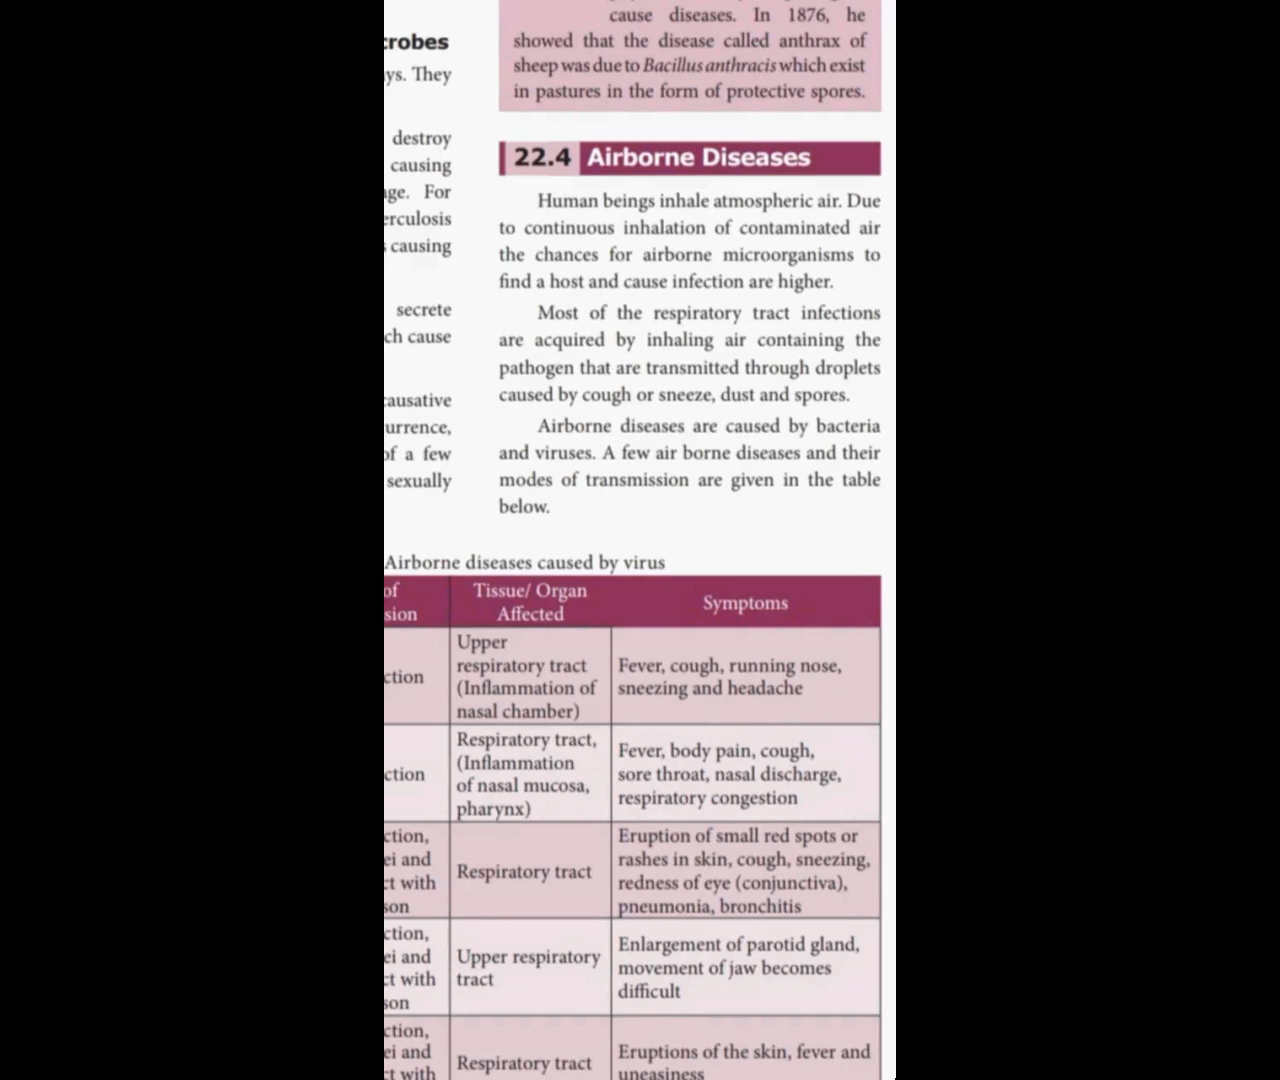 cause diseases. In 1876, he
showed that the disease called anthrax of
sheep was due to Bacillus anthracis which exist
in pastures in the form of protective spores.
crobes
ys. They
destroy
causing
ge. For
erculosis
causing
secrete
ch cause
causative
urrence,
of a few
sexually
22.4 Airborne Diseases
Human beings inhale atmospheric air. Due
to continuous inhalation of contaminated air
the chances for airborne microorganisms to
find a host and cause infection are higher.
Most of the respiratory tract infections
are acquired by inhaling air containing the
pathogen that are transmitted through droplets
caused by cough or sneeze, dust and spores.
Airborne diseases are caused by bacteria
and viruses. A few air borne diseases and their
modes of transmission are given in the table
below.
Airborne diseases caused by virus
of
sion
Tissue/ Organ
Affected
Symptoms
ction
Upper
respiratory tract
(Inflammation of
nasal chamber)
Fever, cough, running nose,
sneezing and headache
ction
Respiratory tract,
(Inflammation
of nasal mucosa,
pharynx)
Fever, body pain, cough,
sore throat, nasal discharge,
respiratory congestion
ction,
ei and
ct with
son
Respiratory tract
Eruption of small red spots or
rashes in skin, cough, sneezing,
redness of eye (conjunctiva),
pneumonia, bronchitis
ction,
ei and
ct with
son
Upper respiratory
tract
Enlargement of parotid gland,
movement of jaw becomes
difficult
ction,
ei and
ct with
Respiratory tract
Eruptions of the skin, fever and
uneasiness